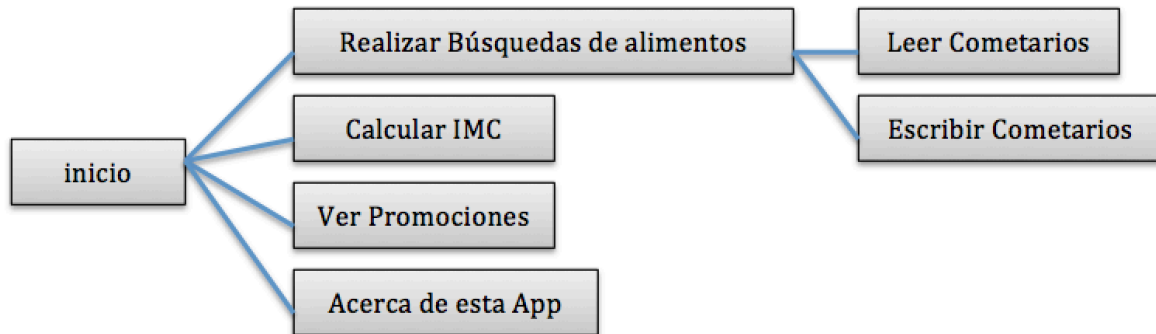 inicio
Realizar Búsquedas de alimentos
Leer Cometarios
Escribir Cometarios
Calcular IMC
Ver Promociones
Acerca de esta App